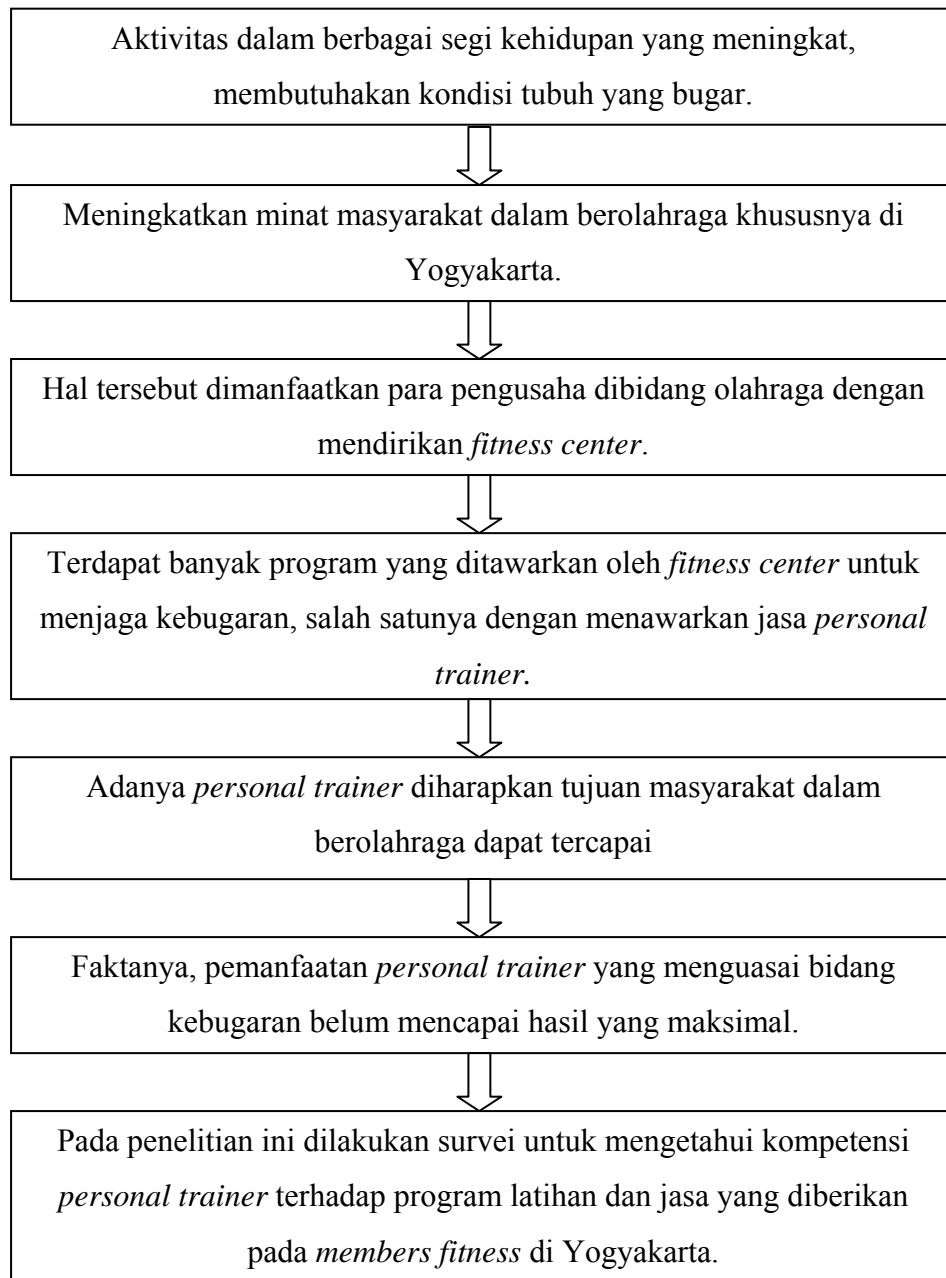 Aktivitas dalam berbagai segi kehidupan yang meningkat,
membutuhakan kondisi tubuh yang bugar.
Meningkatkan minat masyarakat dalam berolahraga khususnya di
Yogyakarta.
Hal tersebut dimanfaatkan para pengusaha dibidang olahraga dengan
mendirikan fitness center.
Terdapat banyak program yang ditawarkan oleh fitness center untuk
menjaga kebugaran, salah satunya dengan menawarkan jasa personal
trainer.
Adanya personal trainer diharapkan tujuan masyarakat dalam
berolahraga dapat tercapai
Faktanya, pemanfaatan personal trainer yang menguasai bidang
kebugaran belum mencapai hasil yang maksimal.
Pada penelitian ini dilakukan survei untuk mengetahui kompetensi
personal trainer terhadap program latihan dan jasa yang diberikan
pada members fitness di Yogyakarta.